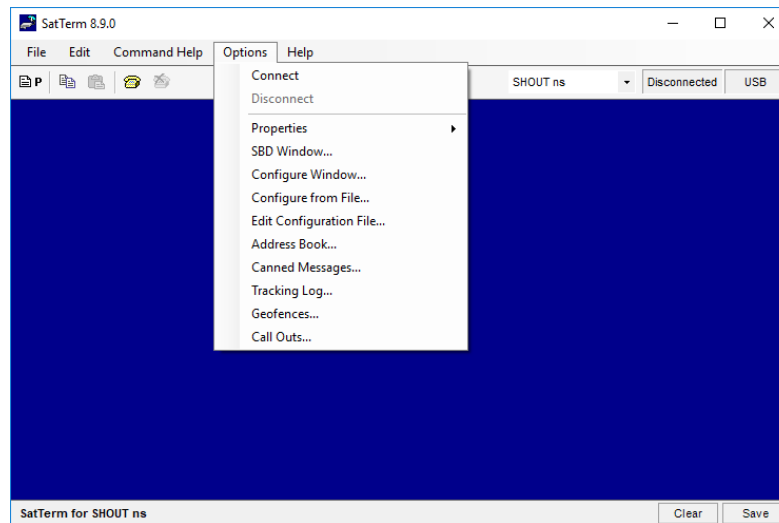 SatTerm 8.9.0
File Edit Command Help Options Help
P SHOUT ns Disconnected USB
Connect
Disconnect
Properties
SBD Window...
Configure Window...
Configure from File...
Edit Configuration File...
Address Book...
Canned Messages...
Tracking Log...
Geofences...
Call Outs...
SatTerm for SHOUT ns Clear Save